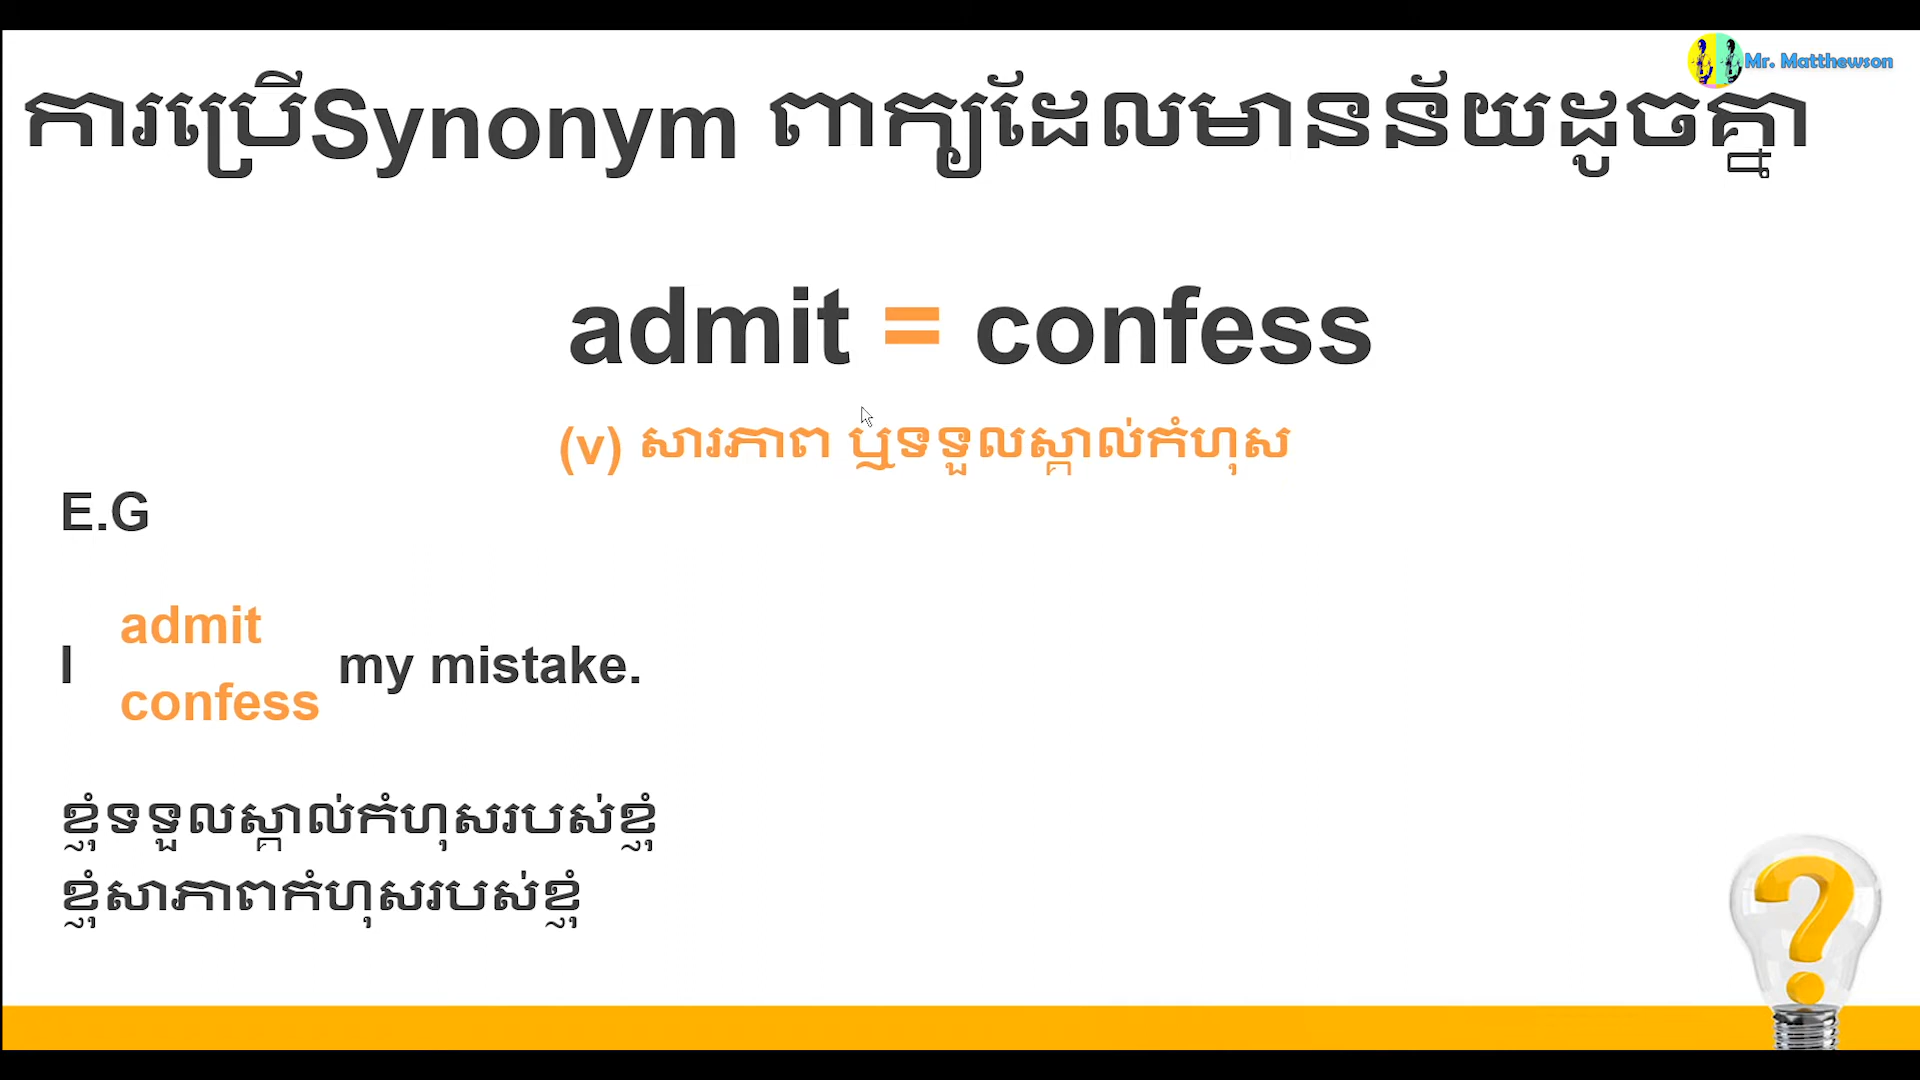 Mr. Matthewson
ការប្រើSynonym ពាក្យដែលមានន័យដូចគ្នា
admit = confess
(v) សារភាព ឬទទួលស្គាល់កំហុស
E.G
admit
I my mistake.
confess
ខ្ញុំទទួលស្គាល់កំហុសរបស់ខ្ញុំ
ខ្ញុំសាភាពកំហុសរបស់ខ្ញុំ